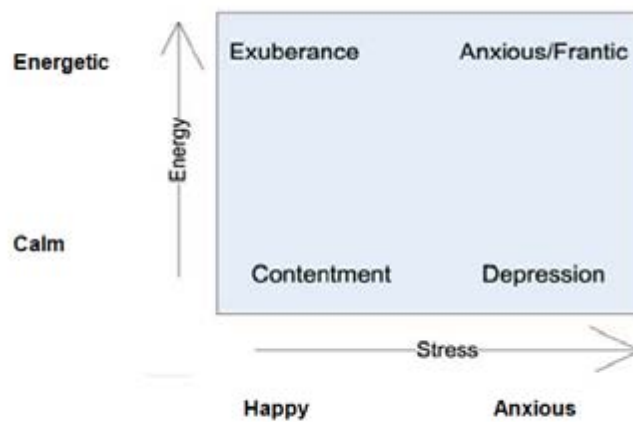 Energetic
Exuberance Anxious/Frantic
Energy
Calm
Contentment Depression
Stress
Happy Anxious